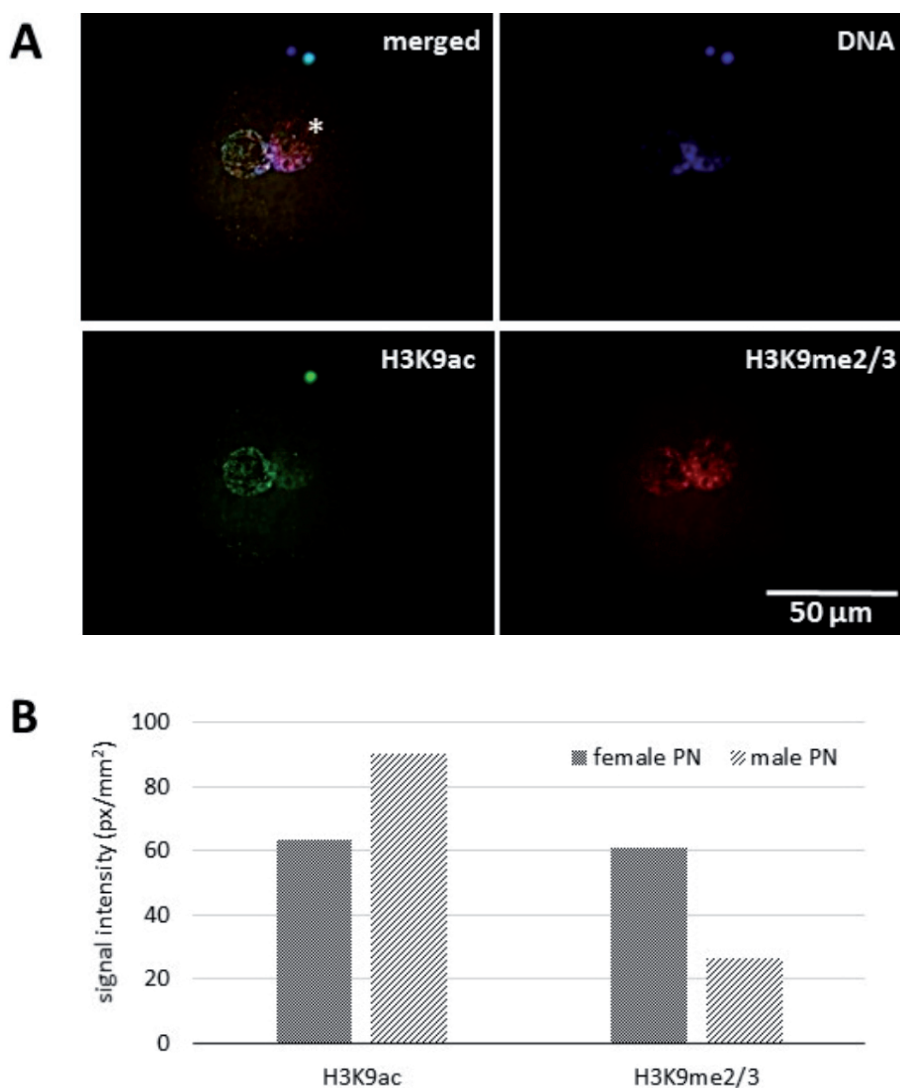 A
merged
DNA
*
H3K9ac
H3K9me2/3
50 µm
B
signal intensity (px/mm²)
100
80
60
40
20
0
female PN male PN
H3K9ac H3K9me2/3